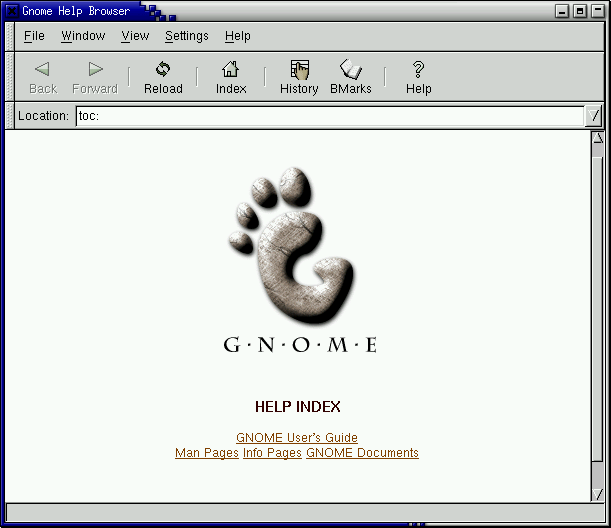 Gnome Help Browser
File Window View Settings Help
Back Forward Reload Index History BMarks Help
Location: toc:
G·N·O·M·E
HELP INDEX
GNOME User's Guide
Man Pages Info Pages GNOME Documents